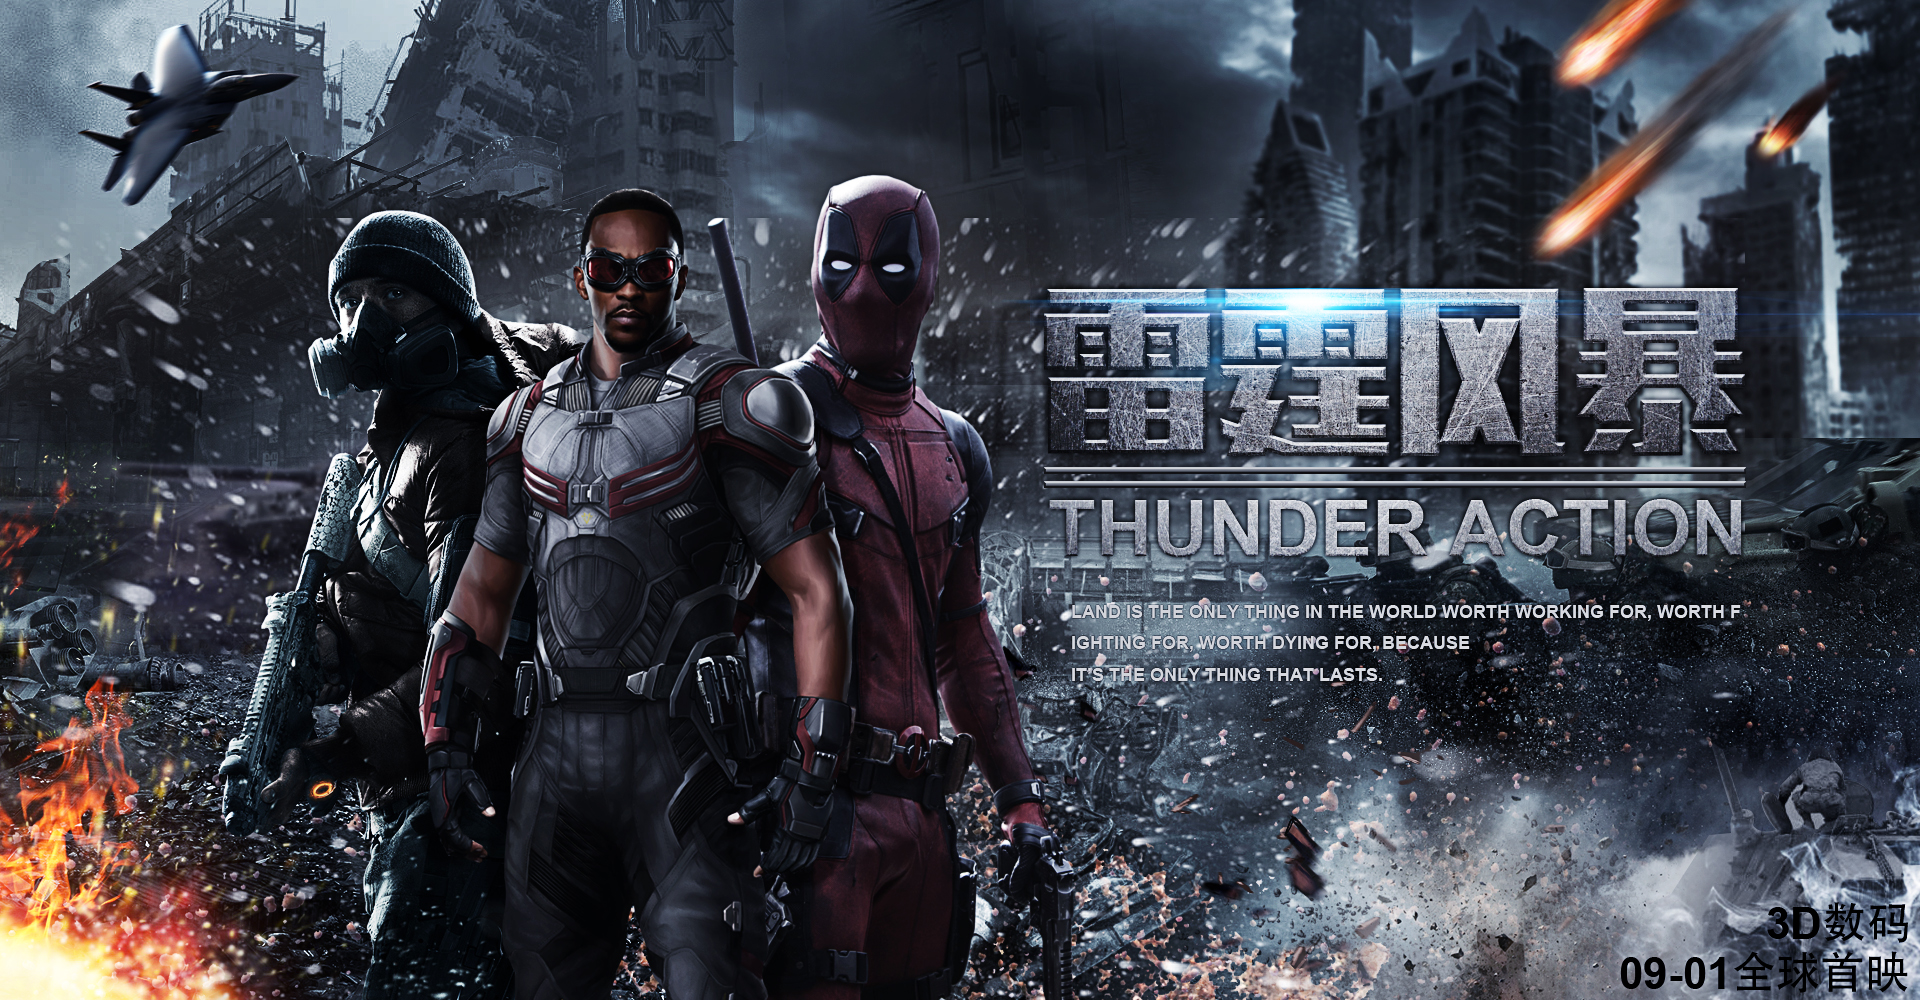 雷霆风暴
THUNDER ACTION
LAND IS THE ONLY THING IN THE WORLD WORTH WORKING FOR, WORTH F
IGHTING FOR, WORTH DYING FOR, BECAUSE
IT'S THE ONLY THING THAT LASTS.
3D数码
09-01全球首映